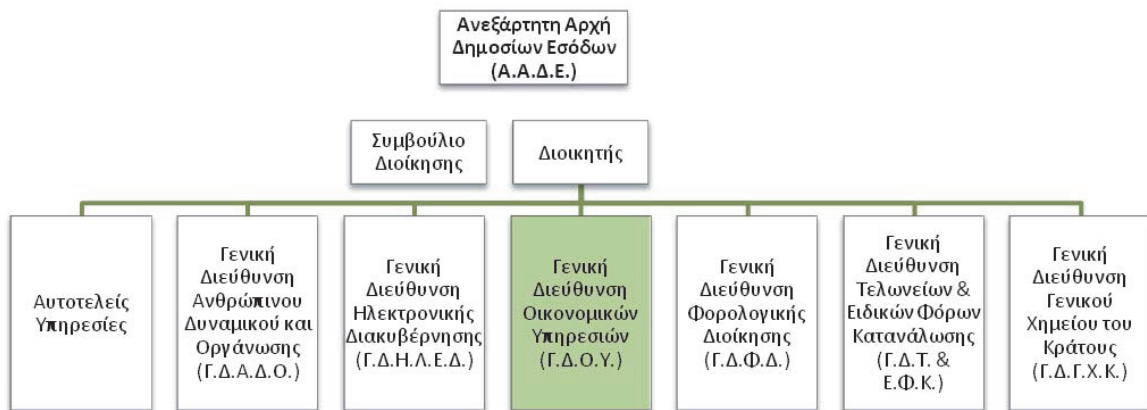 Ανεξάρτητη Αρχή
Δημοσίων Εσόδων
(Α.Α.Δ.Ε.)
Συμβούλιο
Διοίκησης
Διοικητής
Αυτοτελείς
Υπηρεσίες
Γενική
Διεύθυνση
Ανθρώπινου
Δυναμικού και
Οργάνωσης
(Γ.Δ.Α.Δ.Ο.)
Γενική
Διεύθυνση
Ηλεκτρονικής
Διακυβέρνησης
(Γ.Δ.Η.Λ.Ε.Δ.)
Γενική
Διεύθυνση
Οικονομικών
Υπηρεσιών
(Γ.Δ.Ο.Υ.)
Γενική
Διεύθυνση
Φορολογικής
Διοίκησης
(Γ.Δ.Φ.Δ.)
Γενική
Διεύθυνση
Τελωνείων &
Ειδικών Φόρων
Κατανάλωσης
(Γ.Δ.Τ. &
Ε.Φ.Κ.)
Γενική
Διεύθυνση
Γενικού
Χημείου του
Κράτους
(Γ.Δ.Γ.Χ.Κ.)